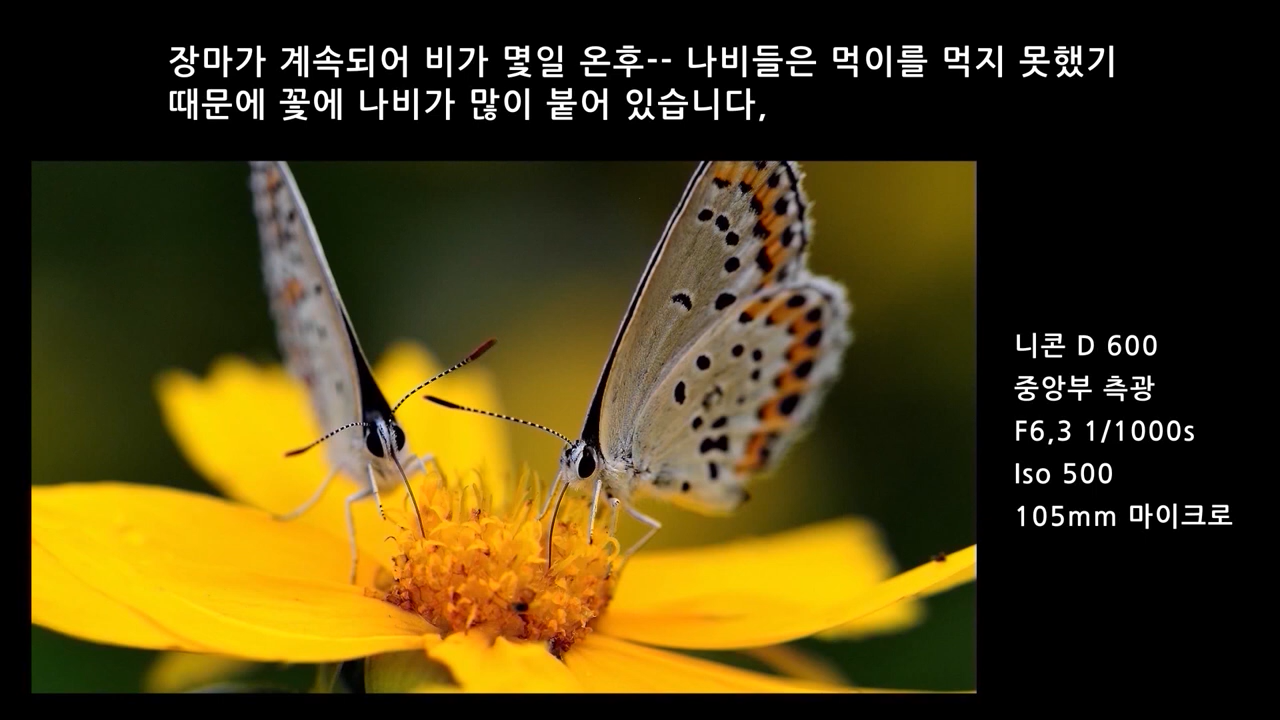 장마가 계속되어 비가 몇일 온후-- 나비들은 먹이를 먹지 못했기
때문에 꽃에 나비가 많이 붙어 있습니다,
니콘 D 600
중앙부 측광
F6,3 1/1000s
Iso 500
105mm 마이크로